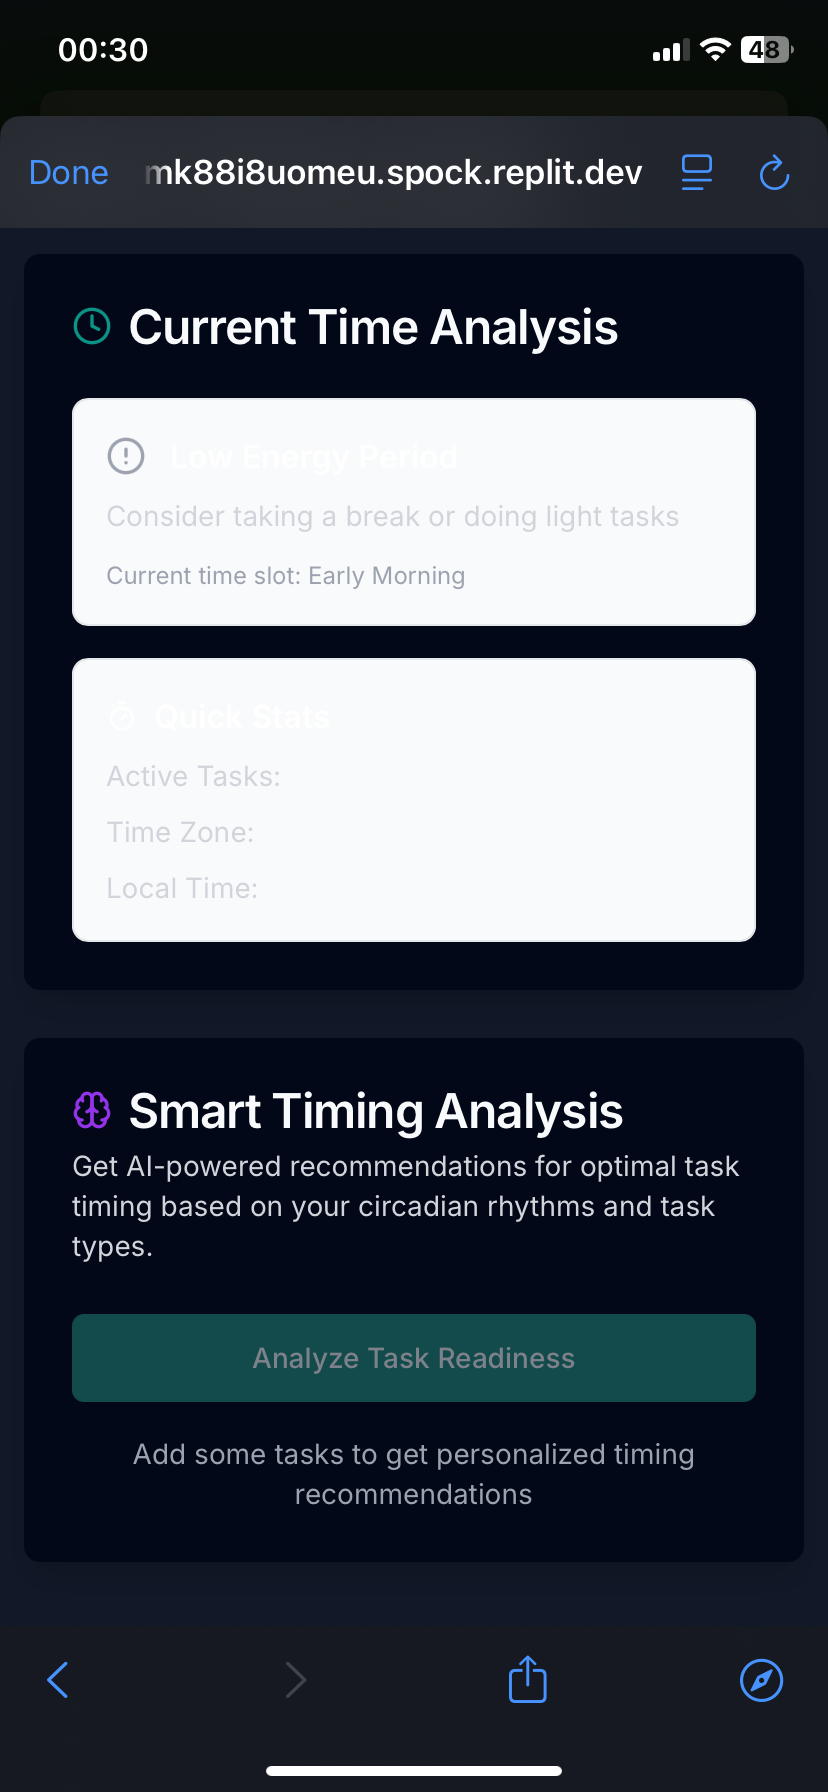 00:30
48
Done
mk88i8uomeu.spock.replit.dev
Current Time Analysis
Low Energy Period
Consider taking a break or doing light tasks
Current time slot: Early Morning
Quick Stats
Active Tasks:
Time Zone:
Local Time:
Smart Timing Analysis
Get AI-powered recommendations for optimal task
timing based on your circadian rhythms and task
types.
Analyze Task Readiness
Add some tasks to get personalized timing
recommendations